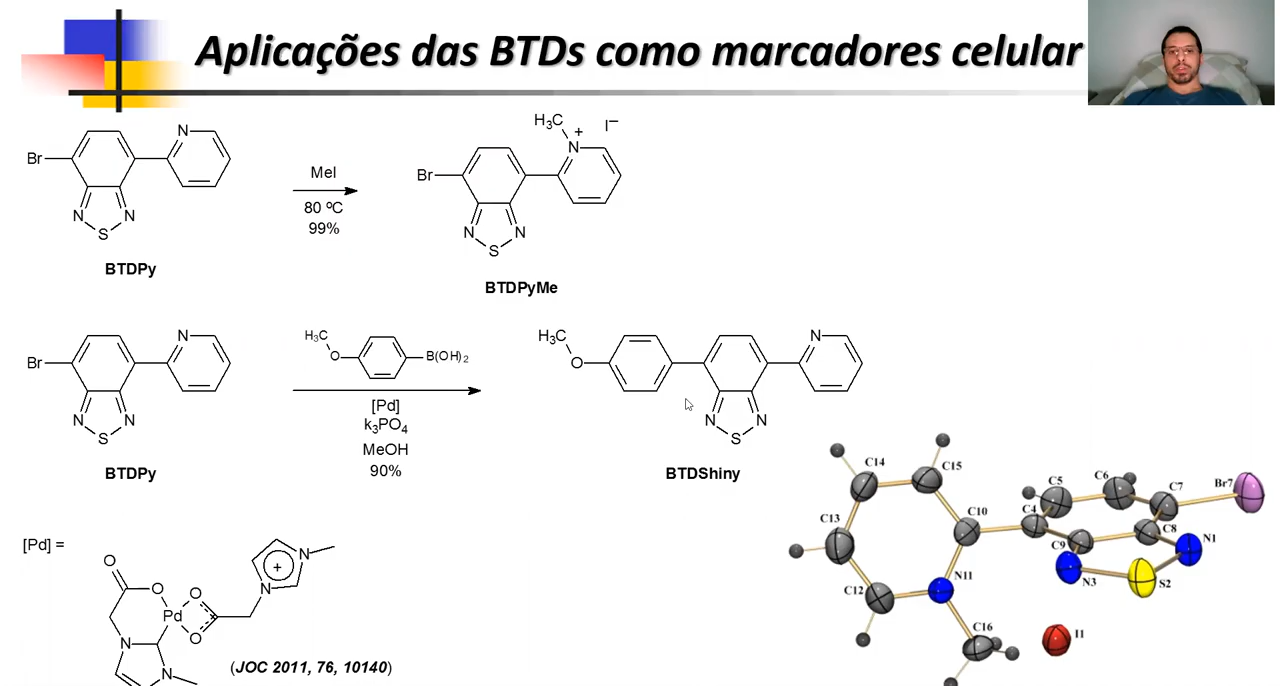 Aplicações das BTDs como marcadores celular
Br
N
N
N
S
BTDPy
MeI
80 ºC
99%
H₃C
I⁻
N
+
Br
N
N
S
BTDPyMe
Br
N
N
N
S
BTDPy
H₃C
O
B(OH)₂
[Pd]
k₃PO₄
MeOH
90%
H₃C
O
N
N
N
S
BTDShiny
C14
C15
C13
C12
C10
N11
C16
C4
C5
C6
C7
C8
C9
Br7
N1
N3
S2
I1
[Pd] =
O
O
Pd
O
O
N
N
N
+
N
(JOC 2011, 76, 10140)